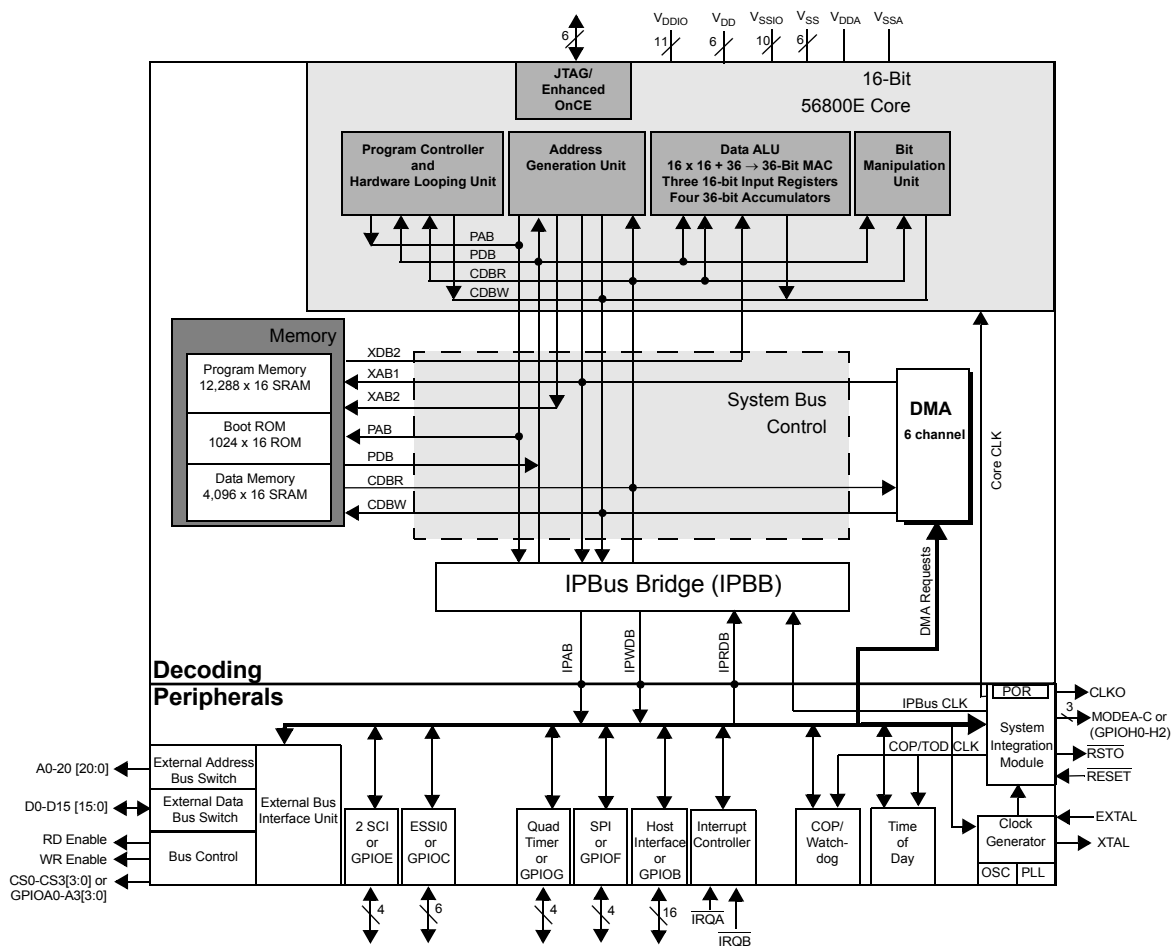 6
VDDIO
11
VDD
6
VSSIO
10
VSS
6
VDDA
VSSA
JTAG/
Enhanced
OnCE
16-Bit
56800E Core
Program Controller
and
Hardware Looping Unit
Address
Generation Unit
Data ALU
16 x 16 + 36 → 36-Bit MAC
Three 16-bit Input Registers
Four 36-bit Accumulators
Bit
Manipulation
Unit
PAB
PDB
CDBR
CDBW
Memory
Program Memory
12,288 x 16 SRAM
Boot ROM
1024 x 16 ROM
Data Memory
4,096 x 16 SRAM
XDB2
XAB1
XAB2
PAB
PDB
CDBR
CDBW
System Bus
Control
DMA
6 channel
Core CLK
DMA Requests
IPBus Bridge (IPBB)
IPAB
IPWDB
IPRDB
Decoding
Peripherals
IPBus CLK
COP/TOD CLK
POR
System
Integration
Module
CLKO
3
MODEA-C or
(GPIOH0-H2)
RSTO
RESET
EXTAL
XTAL
Clock
Generator
OSC
PLL
A0-20 [20:0]
D0-D15 [15:0]
RD Enable
WR Enable
CS0-CS3[3:0] or
GPIOA0-A3[3:0]
External Address
Bus Switch
External Data
Bus Switch
Bus Control
External Bus
Interface Unit
2 SCI
or
GPIOE
4
ESSI0
or
GPIOC
6
Quad
Timer
or
GPIOG
4
SPI
or
GPIOF
4
Host
Interface
or
GPIOB
16
Interrupt
Controller
IRQA
IRQB
COP/
Watch-
dog
Time
of
Day